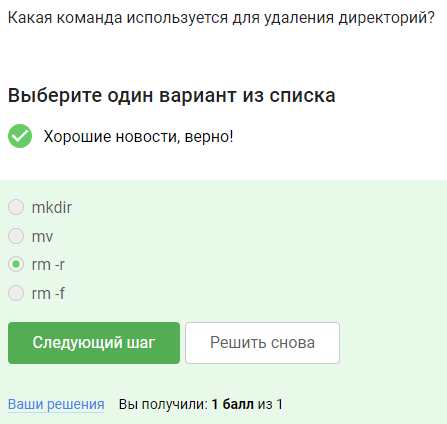 Какая команда используется для удаления директорий?
Выберите один вариант из списка
Хорошие новости, верно!
mkdir
mv
rm -r
rm -f
Следующий шаг
Решить снова
Ваши решения Вы получили: 1 балл из 1